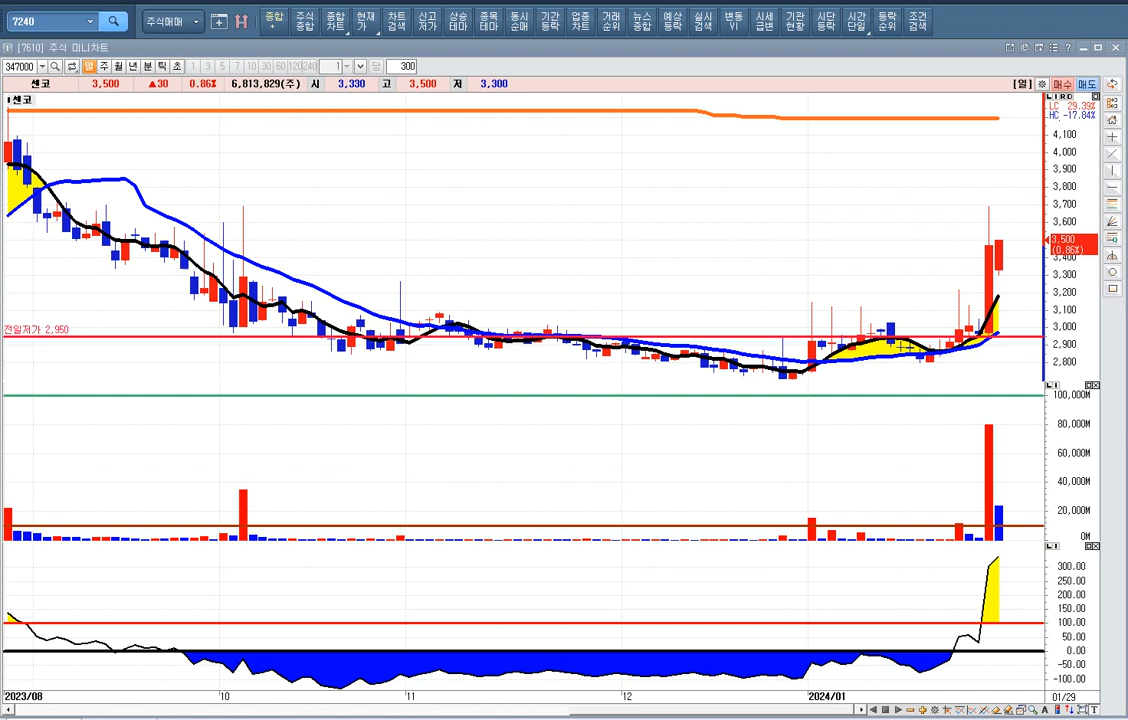 7240 주식매매 종합 + 주식종합 종합차트 현재가 차트검색 신고저가 상승테마 종목테마 동시순매 기간등락 업종차트 거래순위 뉴스종합 예상등락 실시검색 변동VI 시세급변 기관현황 시단등락 시간단일 등락순위 조건검색
[7610] 주식 미니차트
347000 일 주 월 년 분 틱 초 1 3 5 7 10 30 60 120 240 1 당 300
센코 3,500 ▲30 0.86% 6,813,829(주) 시 3,330 고 3,500 저 3,300 [일] 매수 매도
센코
L I R D
LC 29.39%
HC -17.84%
4,100
4,000
3,900
3,800
3,700
3,600
3,500
(0.86%)
3,400
3,300
3,200
3,100
3,000
전일저가 2,950
2,900
2,800
100,000M
80,000M
60,000M
40,000M
20,000M
0M
300.00
250.00
200.00
150.00
100.00
50.00
0.00
-50.00
-100.00
2023/08 10 11 12 2024/01 01/29